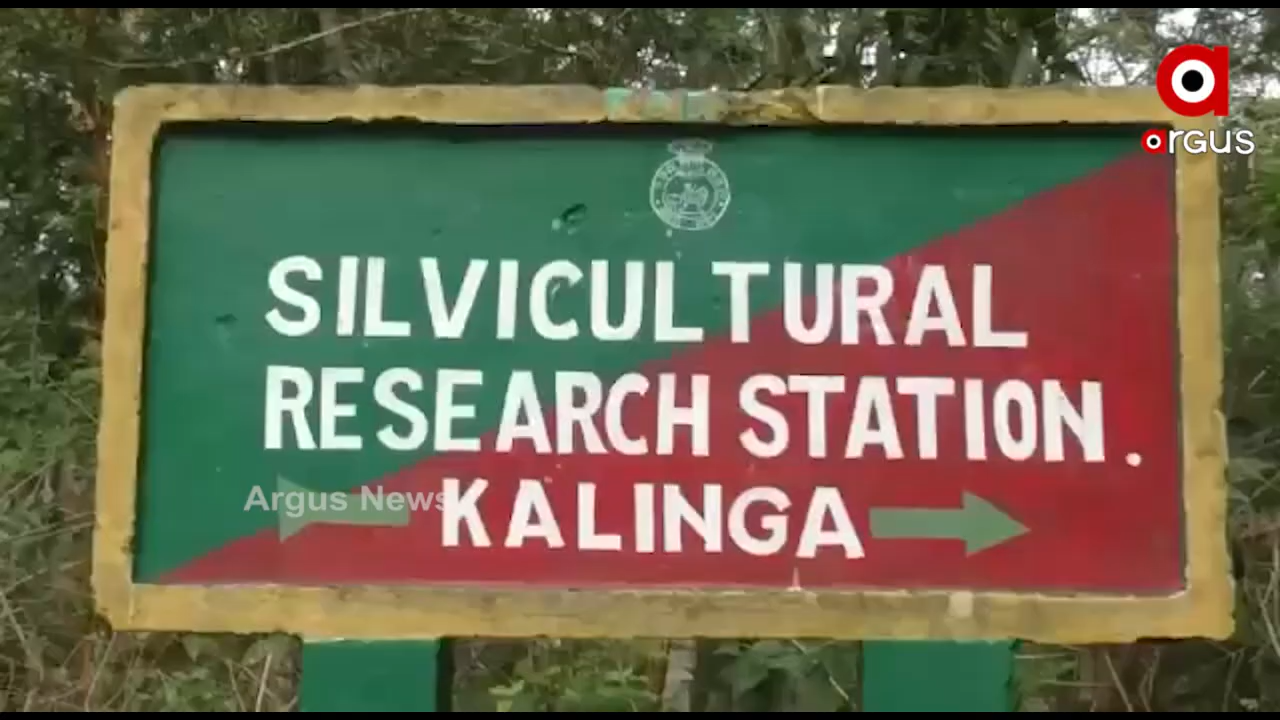 argus
SILVICULTURAL
RESEARCH STATION.
KALINGA
Argus News